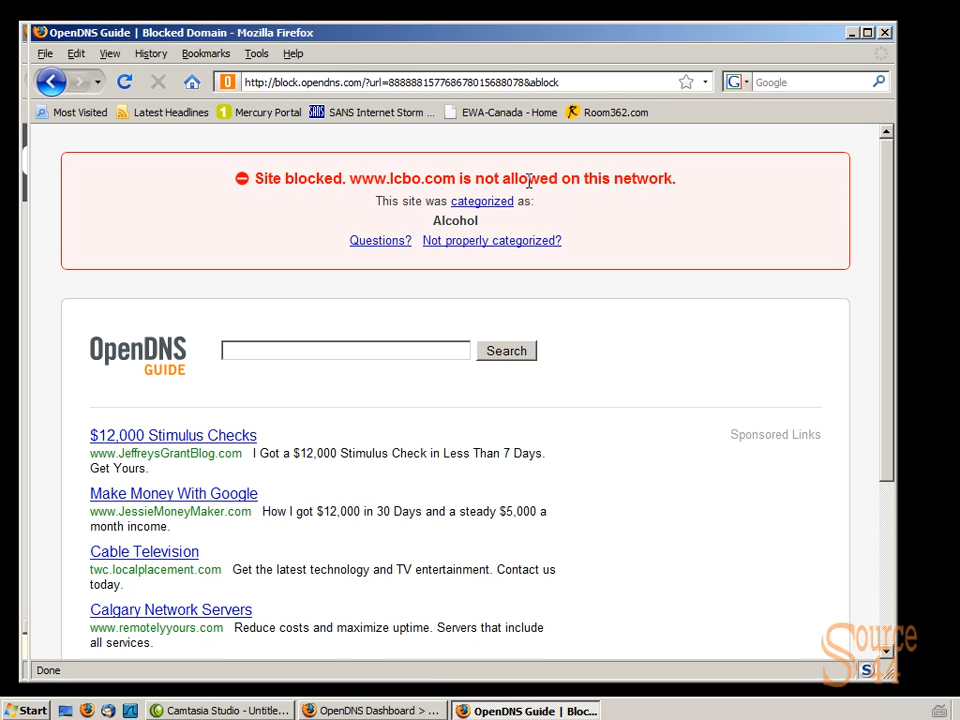 OpenDNS Guide | Blocked Domain - Mozilla Firefox
File Edit View History Bookmarks Tools Help
http://block.opendns.com/?url=888888157768678015688078&ablock
Google
Most Visited Latest Headlines Mercury Portal SANS Internet Storm ... EWA-Canada - Home Room362.com
Site blocked. www.lcbo.com is not allowed on this network.
This site was categorized as:
Alcohol
Questions? Not properly categorized?
OpenDNS
GUIDE
Search
$12,000 Stimulus Checks
Sponsored Links
www.JeffreysGrantBlog.com I Got a $12,000 Stimulus Check in Less Than 7 Days.
Get Yours.
Make Money With Google
www.JessieMoneyMaker.com How I got $12,000 in 30 Days and a steady $5,000 a
month income.
Cable Television
twc.localplacement.com Get the latest technology and TV entertainment. Contact us
today.
Calgary Network Servers
www.remotelyyours.com Reduce costs and maximize uptime. Servers that include
all services.
Source
44
Done
Start Camtasia Studio - Untitle... OpenDNS Dashboard > ... OpenDNS Guide | Bloc...